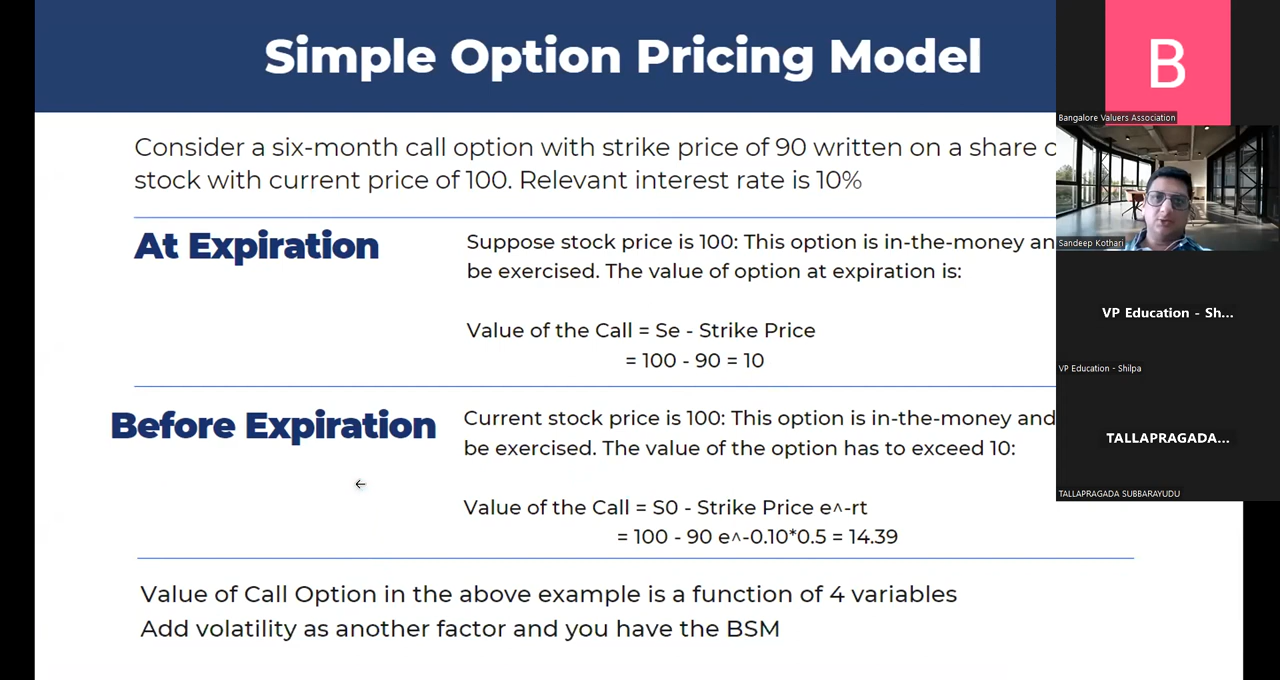 Simple Option Pricing Model
Consider a six-month call option with strike price of 90 written on a share
stock with current price of 100. Relevant interest rate is 10%
At Expiration
Suppose stock price is 100: This option is in-the-money
be exercised. The value of option at expiration is:
Value of the Call = Se - Strike Price
= 100 - 90 = 10
Before Expiration
Current stock price is 100: This option is in-the-money and
be exercised. The value of the option has to exceed 10:
Value of the Call = S0 - Strike Price e^-rt
= 100 - 90 e^-0.10*0.5 = 14.39
Value of Call Option in the above example is a function of 4 variables
Add volatility as another factor and you have the BSM
B
Bangalore Valuers Association
Sandeep Kothari
VP Education - Sh...
VP Education - Shilpa
TALLAPRAGADA...
TALLAPRAGADA SUBBARAYUDU